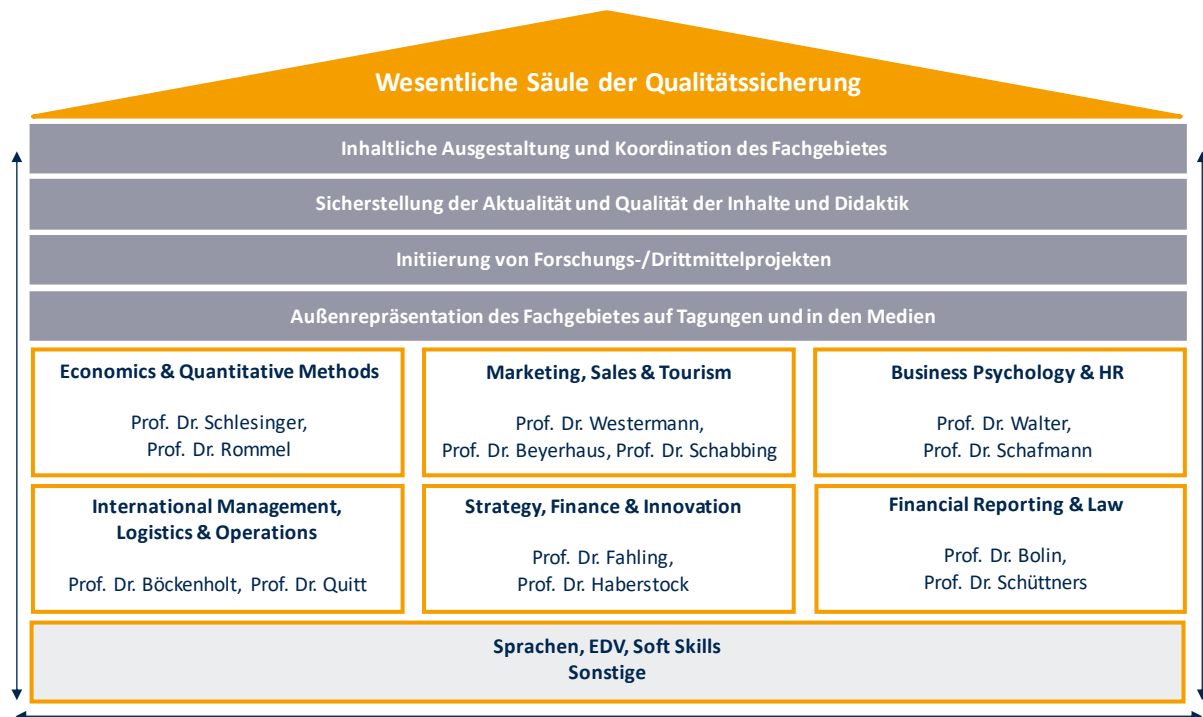 Wesentliche Säule der Qualitätssicherung
Inhaltliche Ausgestaltung und Koordination des Fachgebietes
Sicherstellung der Aktualität und Qualität der Inhalte und Didaktik
Initiierung von Forschungs-/Drittmittelprojekten
Außenrepräsentation des Fachgebietes auf Tagungen und in den Medien
Economics & Quantitative Methods
Prof. Dr. Schlesinger,
Prof. Dr. Rommel
Marketing, Sales & Tourism
Prof. Dr. Westermann,
Prof. Dr. Beyerhaus, Prof. Dr. Schabbing
Business Psychology & HR
Prof. Dr. Walter,
Prof. Dr. Schafmann
International Management,
Logistics & Operations
Prof. Dr. Böckenholt, Prof. Dr. Quitt
Strategy, Finance & Innovation
Prof. Dr. Fahling,
Prof. Dr. Haberstock
Financial Reporting & Law
Prof. Dr. Bolin,
Prof. Dr. Schüttners
Sprachen, EDV, Soft Skills
Sonstige